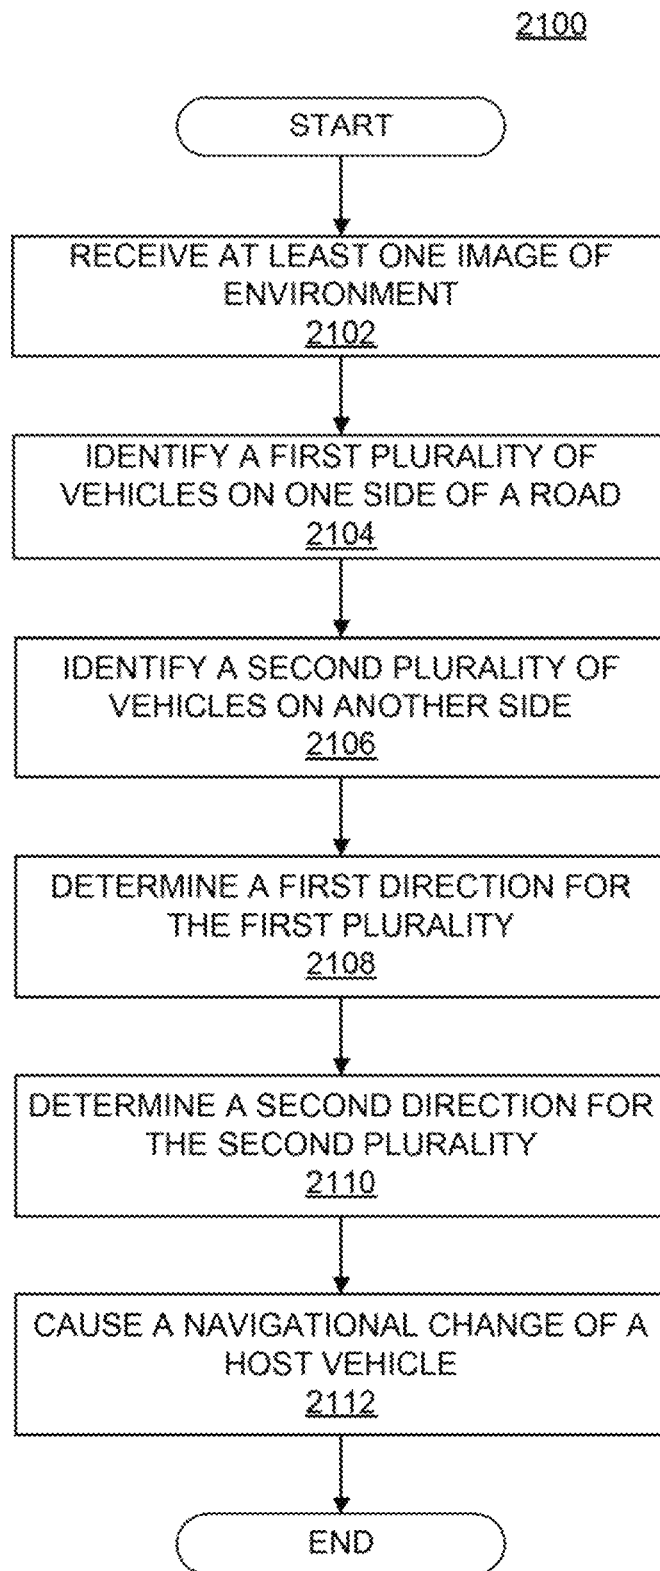 2100
START
RECEIVE AT LEAST ONE IMAGE OF
ENVIRONMENT
2102
IDENTIFY A FIRST PLURALITY OF
VEHICLES ON ONE SIDE OF A ROAD
2104
IDENTIFY A SECOND PLURALITY OF
VEHICLES ON ANOTHER SIDE
2106
DETERMINE A FIRST DIRECTION FOR
THE FIRST PLURALITY
2108
DETERMINE A SECOND DIRECTION FOR
THE SECOND PLURALITY
2110
CAUSE A NAVIGATIONAL CHANGE OF A
HOST VEHICLE
2112
END